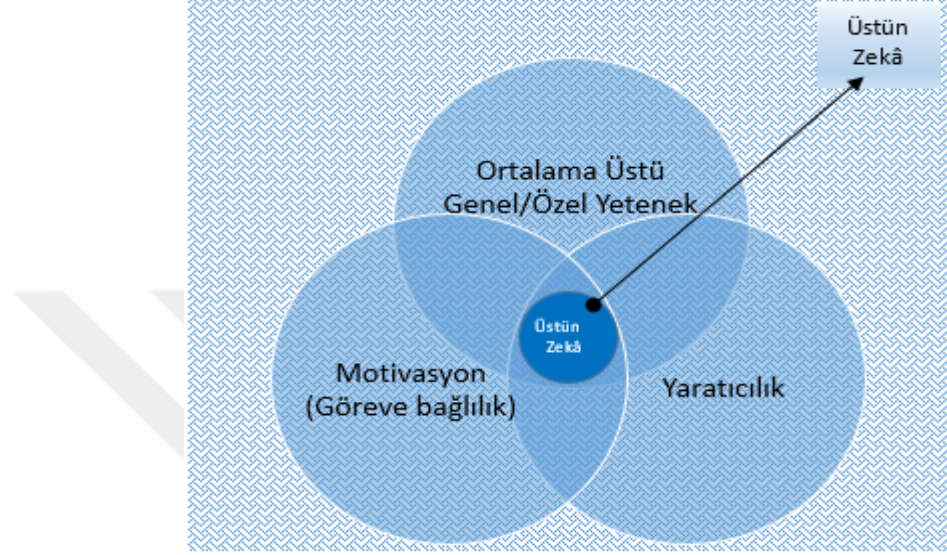 Üstün
Zekâ
Ortalama Üstü
Genel/Özel Yetenek
Üstün
Zekâ
Motivasyon
(Göreve bağlılık)
Yaratıcılık